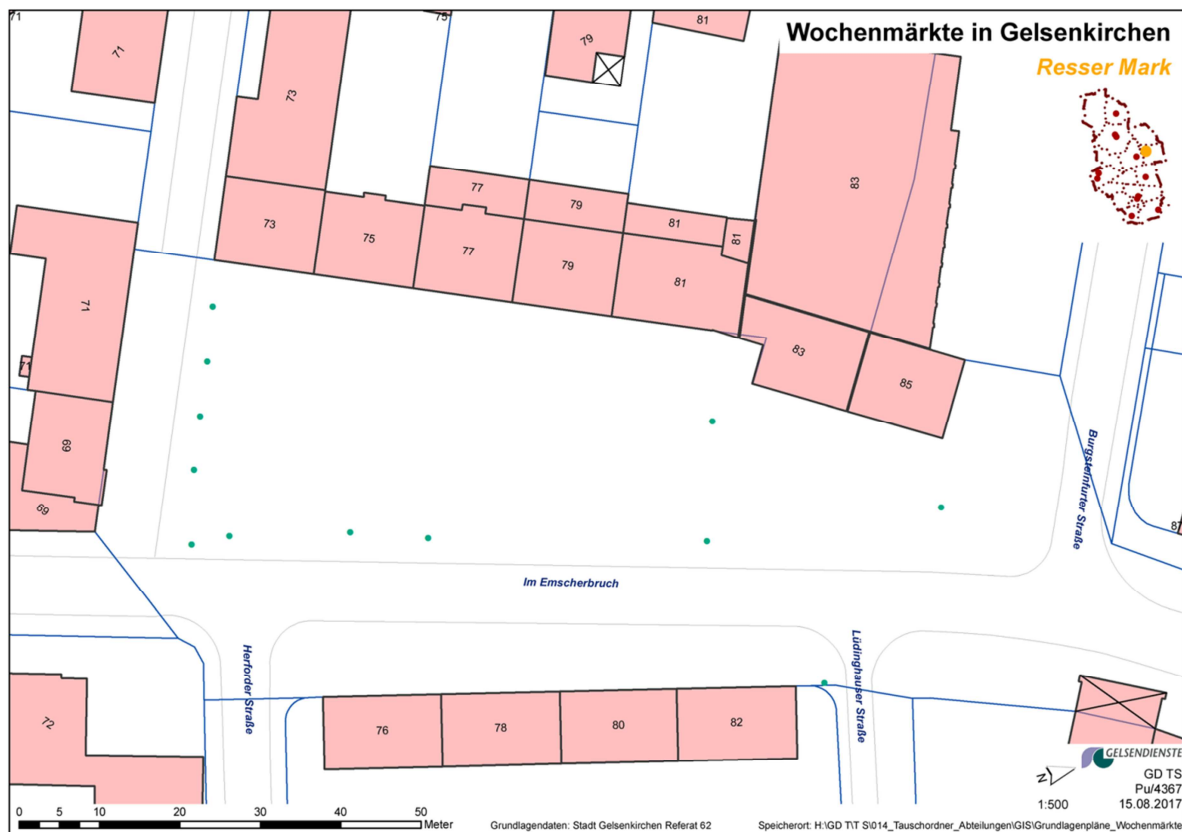 Wochenmärkte in Gelsenkirchen
Resser Mark
71
71
73
75
79
81
83
77
79
81
81
73
75
77
79
81
83
85
71
71
69
69
Burgsteinfurter Straße
87
Im Emscherbruch
Herforder Straße
Lüdinghauser Straße
72
76
78
80
82
GELSENDIENSTE
GD TS
Pu/4367
N
1:500
15.08.2017
0 5 10 20 30 40 50 Meter
Grundlagendaten: Stadt Gelsenkirchen Referat 62
Speicherort: H:\GD T\T S\014_Tauschordner_Abteilungen\GIS\Grundlagenpläne_Wochenmärkte